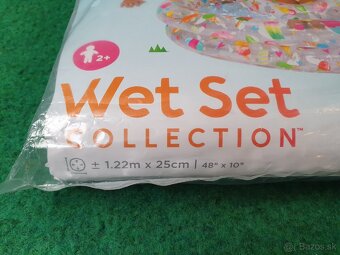 2+
Wet Set
COLLECTION™
± 1.22m x 25cm | 48" x 10"
Bazos.sk